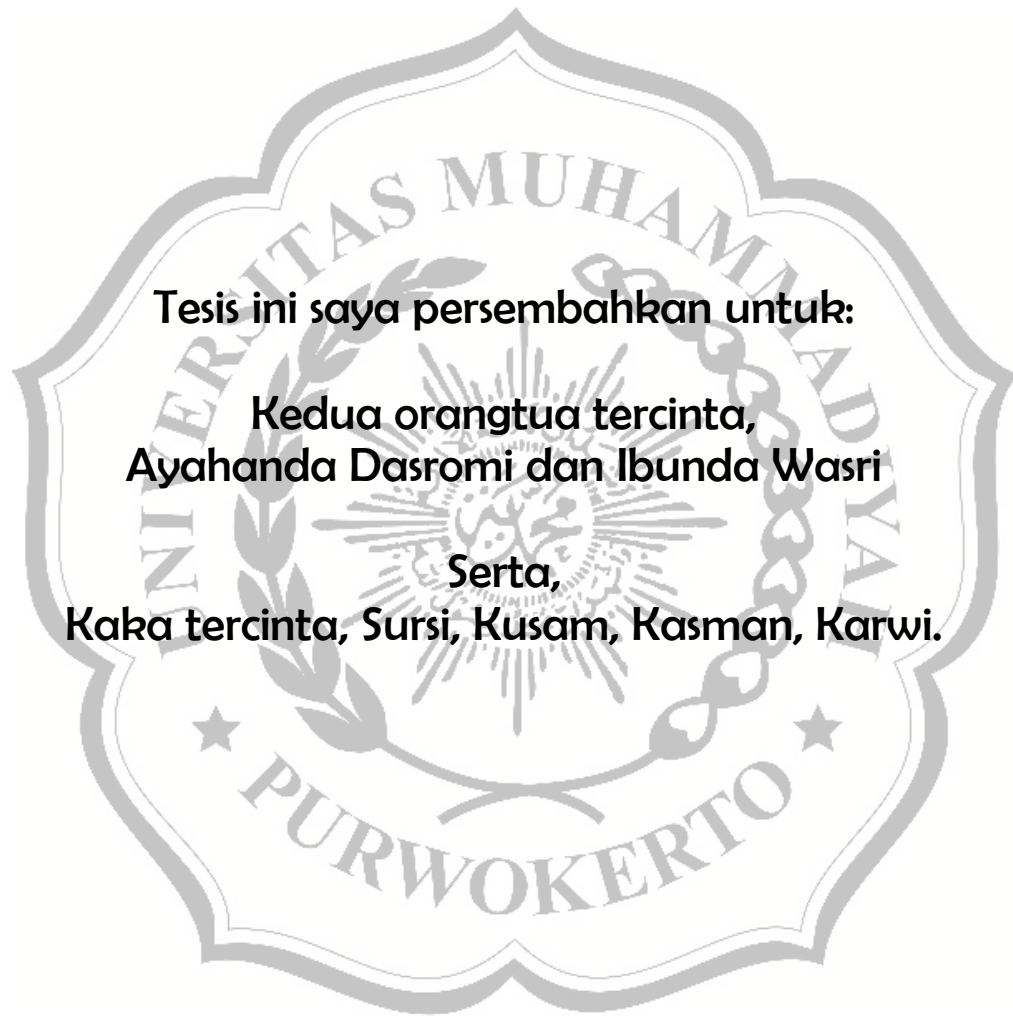 UNIVERSITAS MUHAMMADIYAH
Tesis ini saya persembahkan untuk:
Kedua orangtua tercinta,
Ayahanda Dasromi dan Ibunda Wasri
Serta,
Kaka tercinta, Sursi, Kusam, Kasman, Karwi.
PURWOKERTO